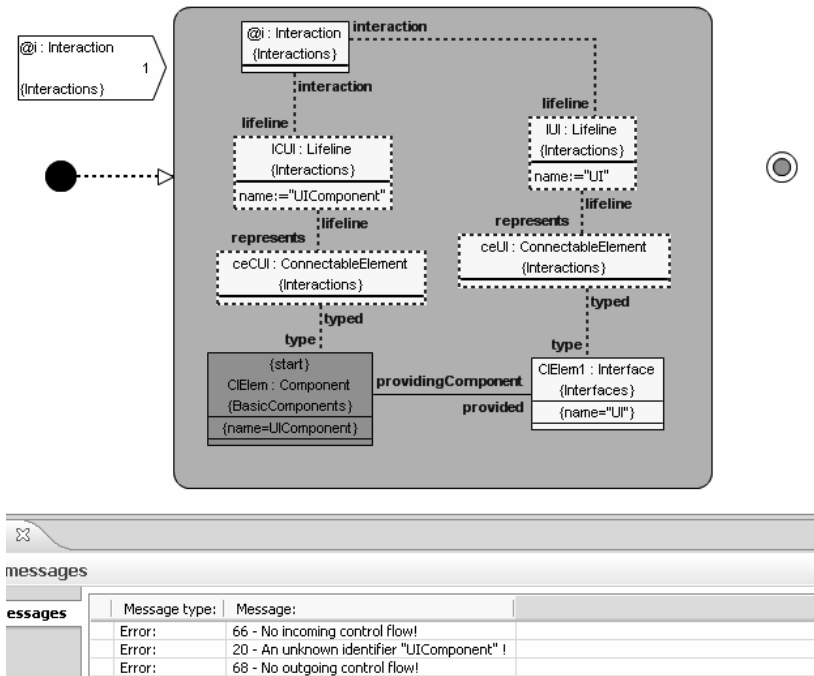 @i : Interaction
1
{Interactions}
@i : Interaction
{Interactions}
interaction
interaction
lifeline
lifeline
lCUI : Lifeline
{Interactions}
name:="UIComponent"
lUI : Lifeline
{Interactions}
name:="UI"
lifeline
represents
lifeline
represents
ceCUI : ConnectableElement
{Interactions}
ceUI : ConnectableElement
{Interactions}
typed
type
typed
type
{start}
ClElem : Component
{BasicComponents}
{name=UIComponent}
providingComponent
provided
ClElem1 : Interface
{Interfaces}
{name="UI"}
messages
essages
Message type:
Message:
Error:
66 - No incoming control flow!
Error:
20 - An unknown identifier "UIComponent" !
Error:
68 - No outgoing control flow!